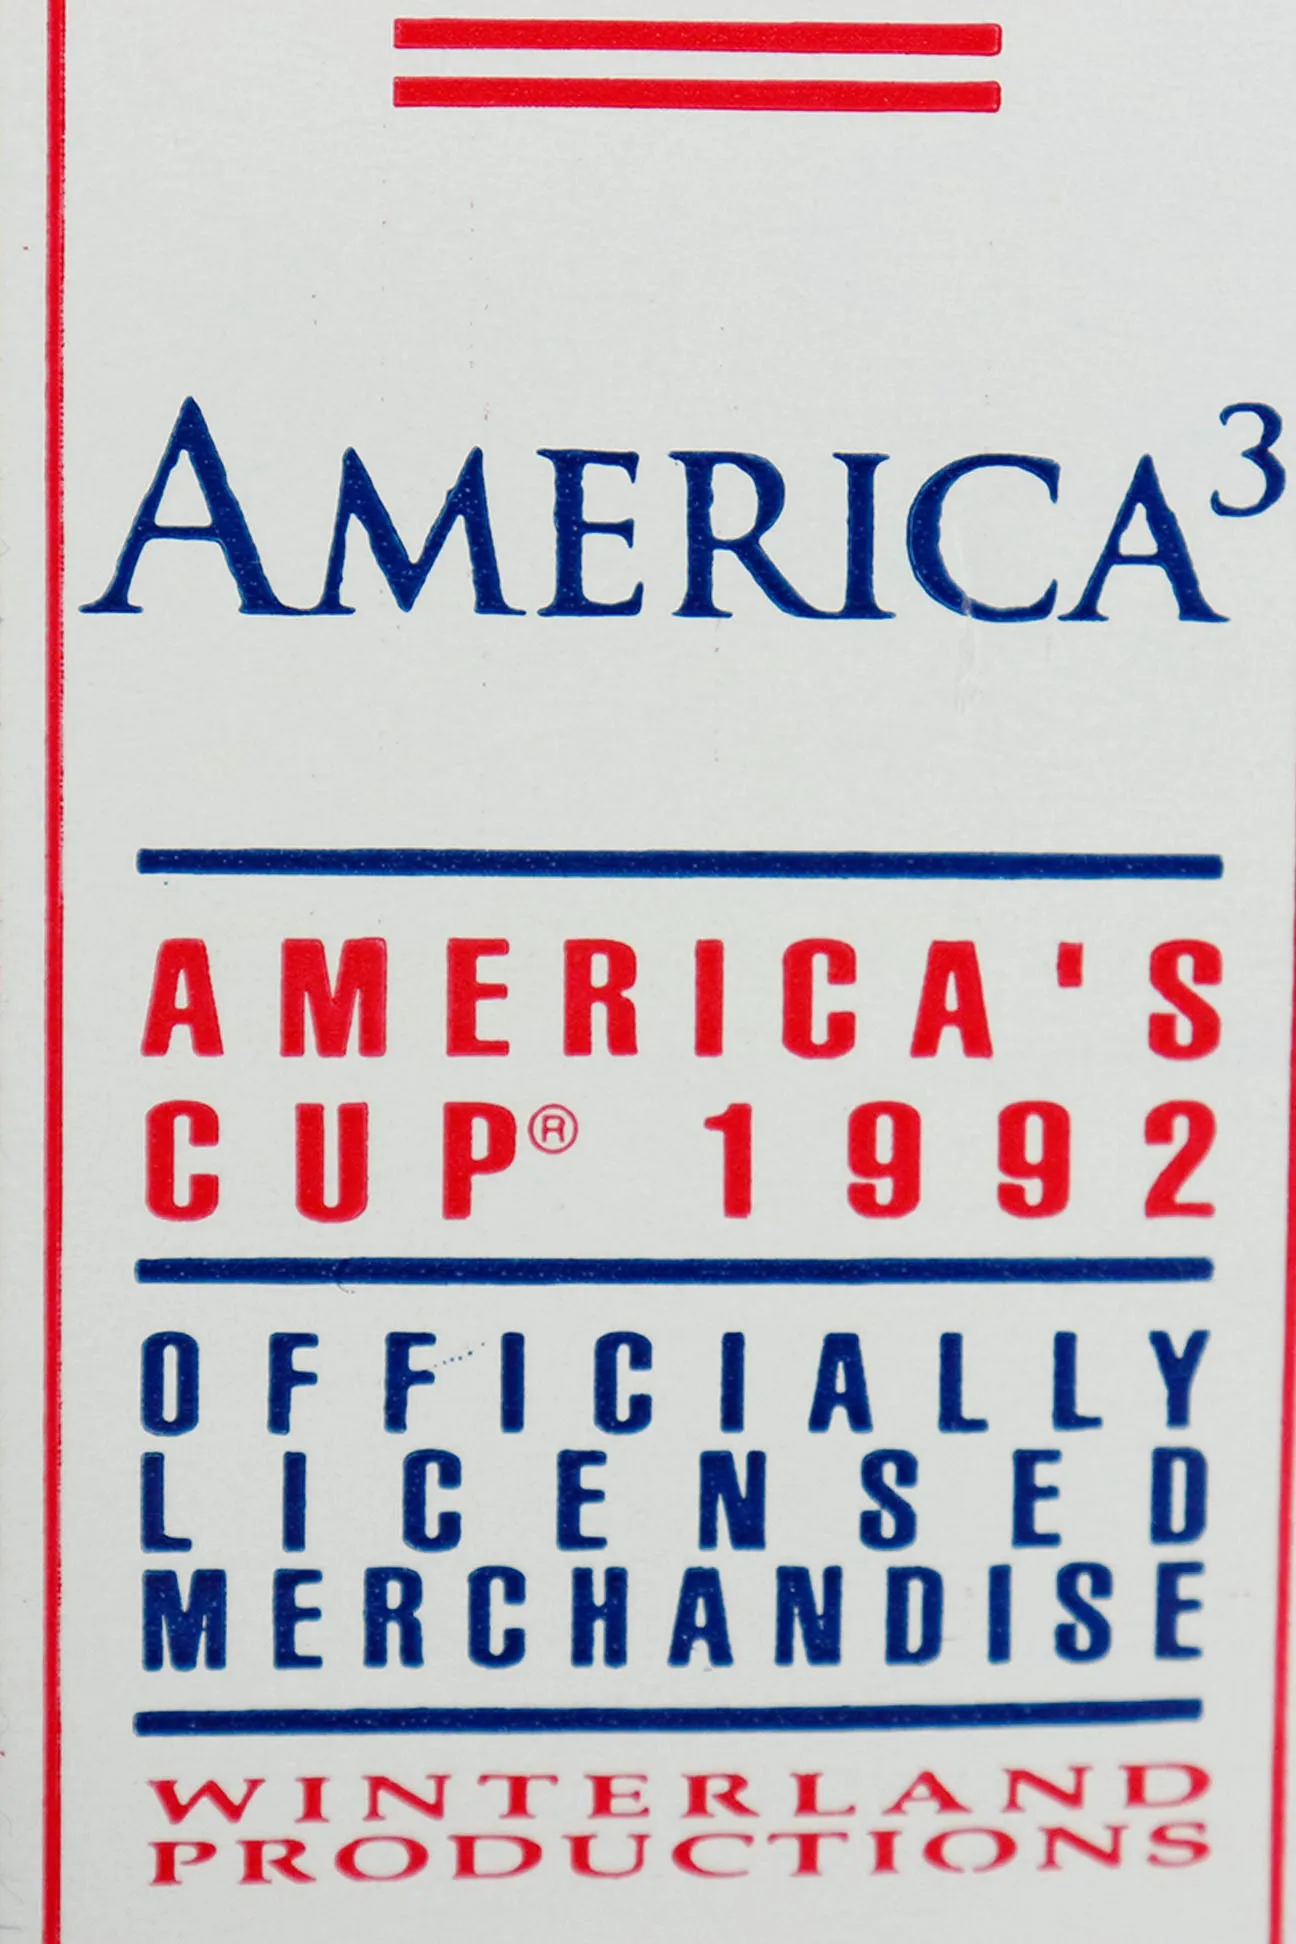 AMERICA³
AMERICA'S
CUP® 1992
OFFICIALLY
LICENSED
MERCHANDISE
WINTERLAND
PRODUCTIONS